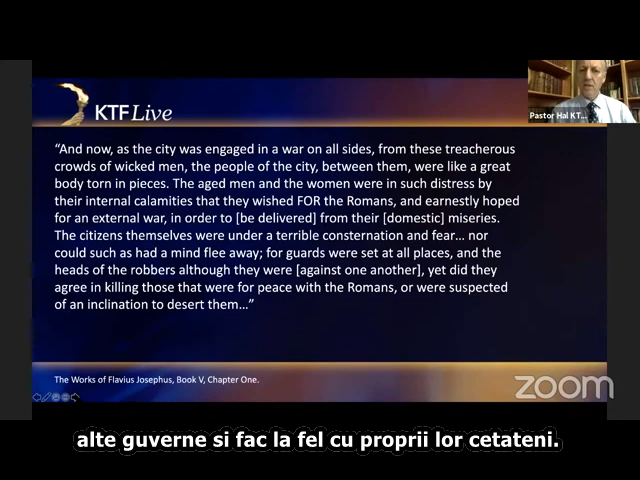 Pastor Hal KT...
KTF Live
“And now, as the city was engaged in a war on all sides, from these treacherous
crowds of wicked men, the people of the city, between them, were like a great
body torn in pieces. The aged men and the women were in such distress by
their internal calamities that they wished FOR the Romans, and earnestly hoped
for an external war, in order to [be delivered] from their [domestic] miseries.
The citizens themselves were under a terrible consternation and fear… nor
could such as had a mind flee away; for guards were set at all places, and the
heads of the robbers although they were [against one another], yet did they
agree in killing those that were for peace with the Romans, or were suspected
of an inclination to desert them…”
The Works of Flavius Josephus, Book V, Chapter One.
zoom
alte guverne si fac la fel cu proprii lor cetateni.